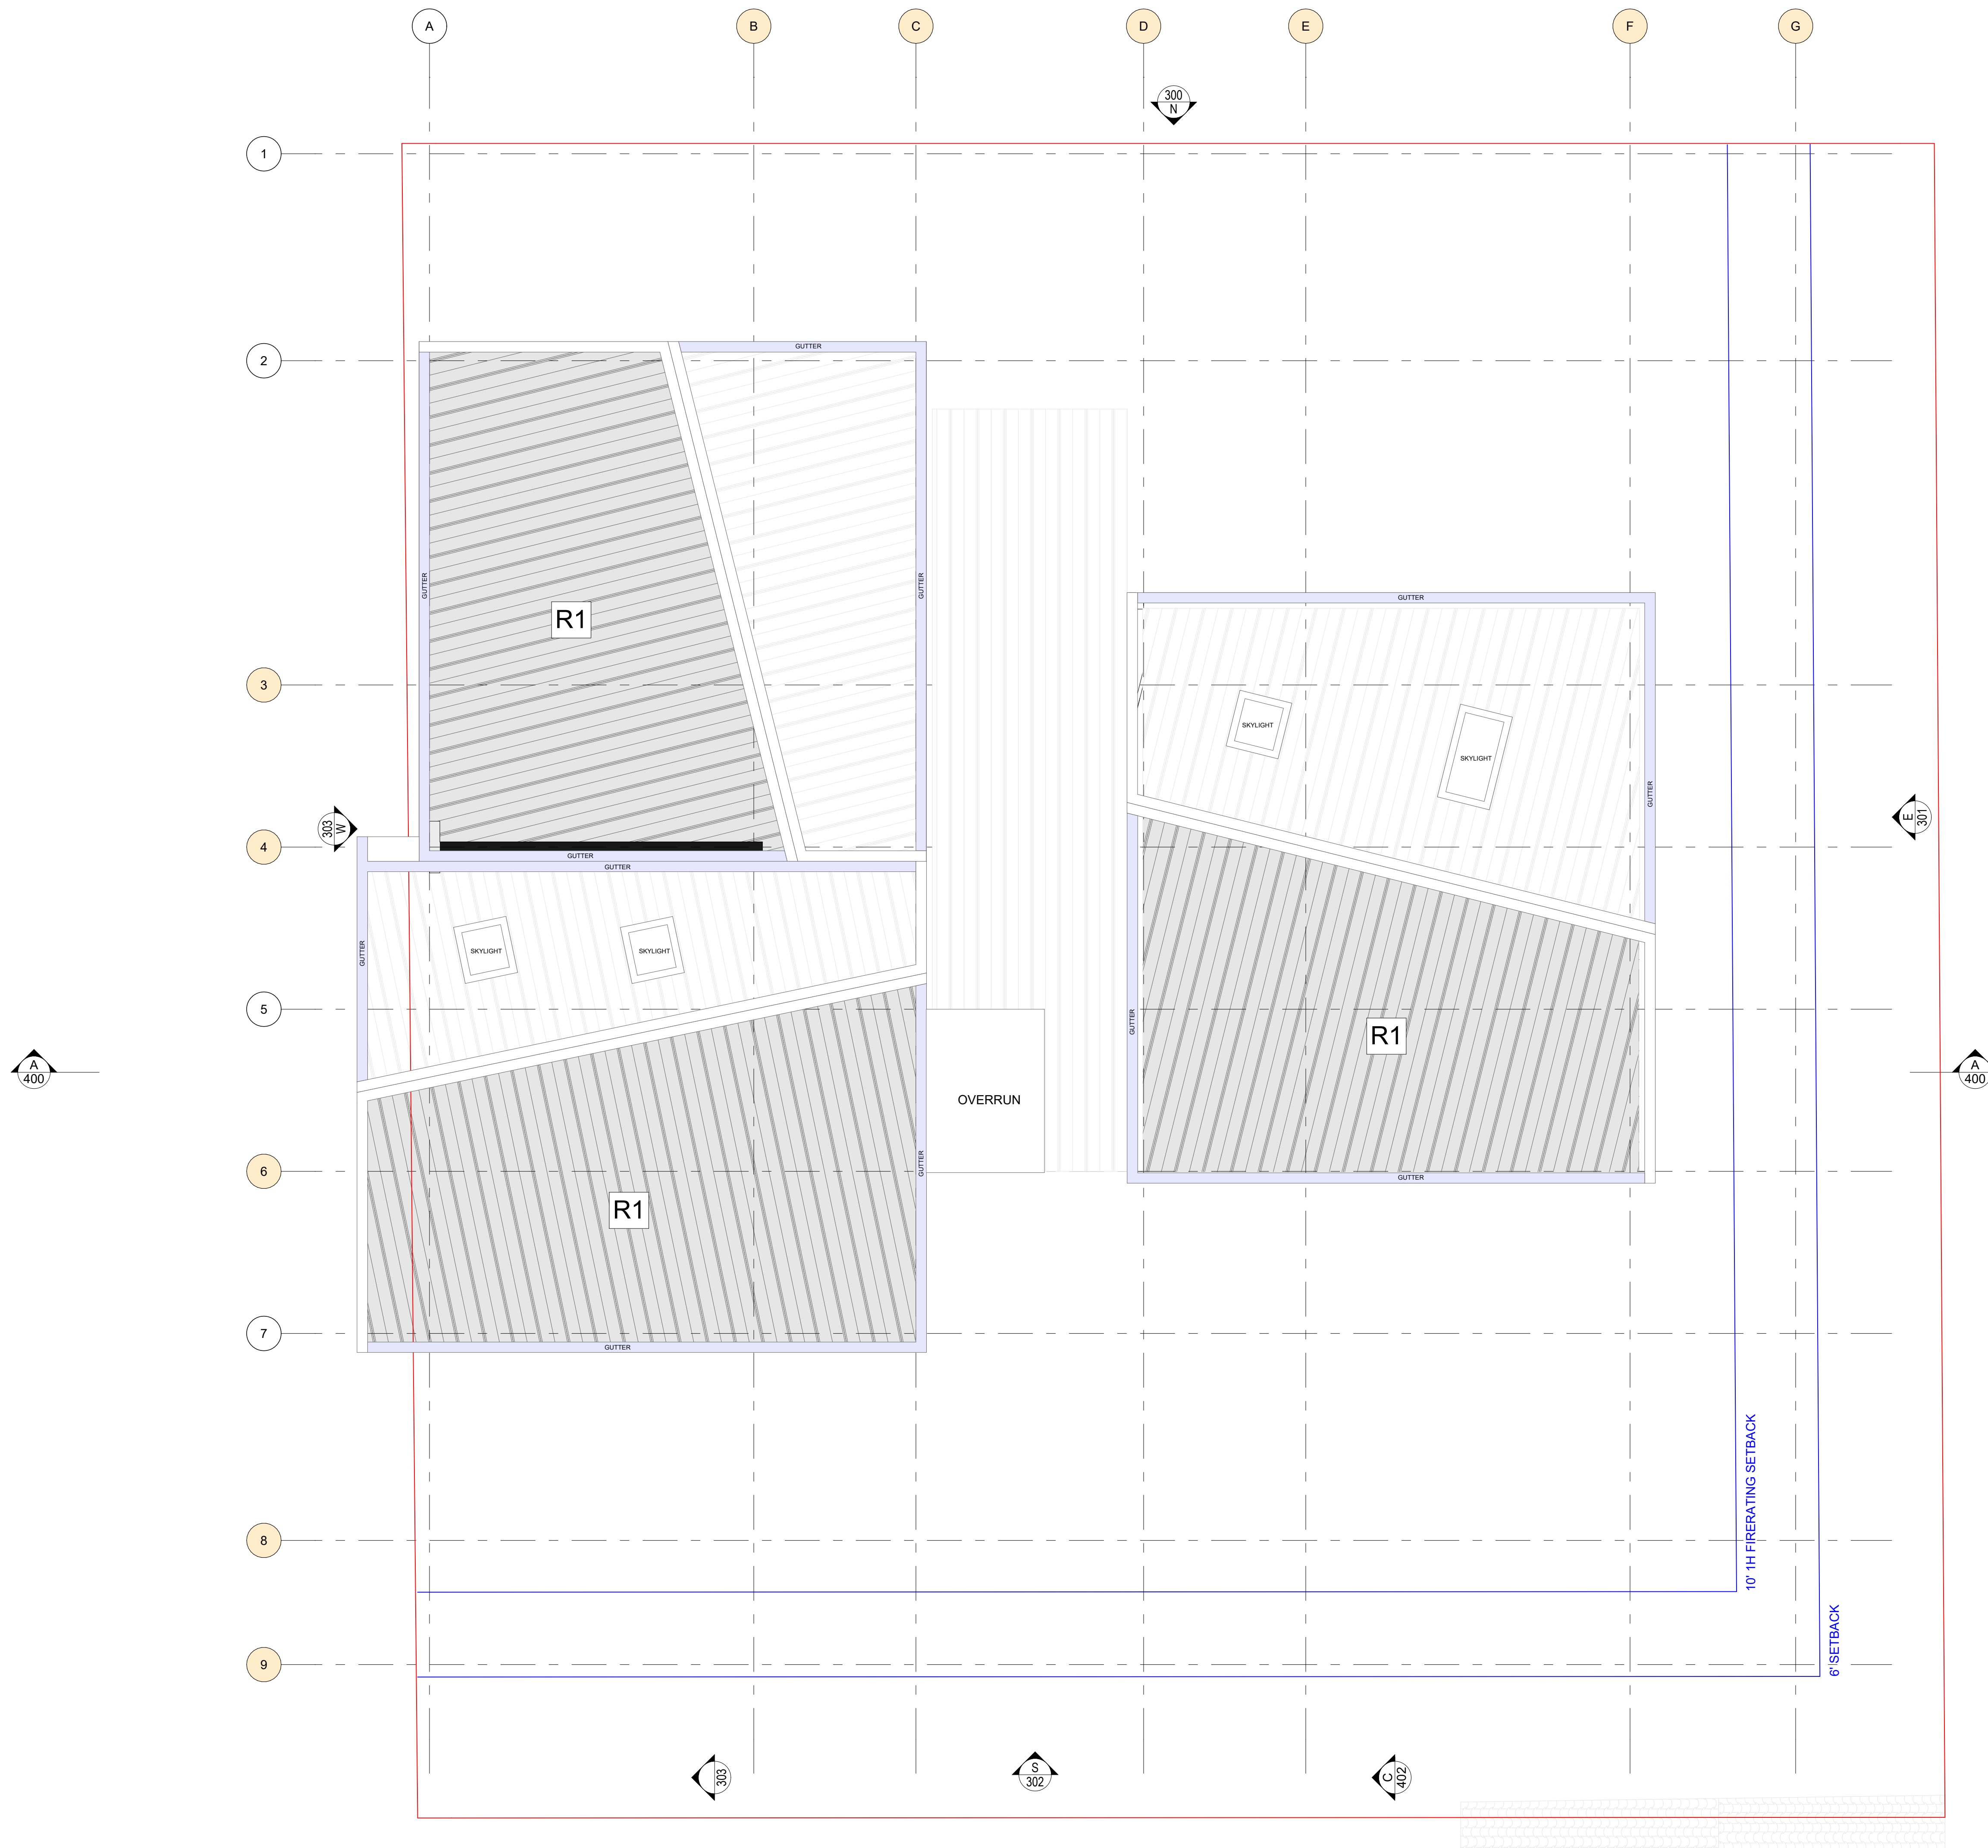 A B C D E F G
300
N
1
2
GUTTER
GUTTER
GUTTER
GUTTER
R1
GUTTER
3
SKYLIGHT
SKYLIGHT
GUTTER
303
W
E
301
4
GUTTER
GUTTER
GUTTER
SKYLIGHT
SKYLIGHT
5
GUTTER
R1
A
400
A
400
OVERRUN
6
GUTTER
GUTTER
R1
7
GUTTER
10' 1H FIRERATING SETBACK
8
6' SETBACK
9
303
S
302
C
402